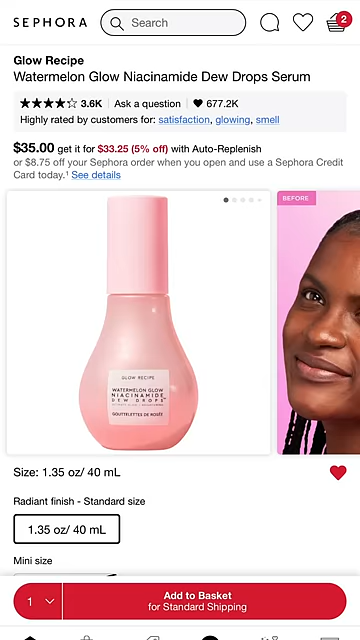 SEPHORA
Search
2
Glow Recipe
Watermelon Glow Niacinamide Dew Drops Serum
3.6K | Ask a question | 677.2K
Highly rated by customers for: satisfaction, glowing, smell
$35.00 get it for $33.25 (5% off) with Auto-Replenish
or $8.75 off your Sephora order when you open and use a Sephora Credit
Card today.¹ See details
BEFORE
GLOW RECIPE
WATERMELON GLOW
NIACINAMIDE
DEW DROPS
GOUTTELETTES DE ROSÉE
Size: 1.35 oz/ 40 mL
Radiant finish - Standard size
1.35 oz/ 40 mL
Mini size
1
Add to Basket
for Standard Shipping